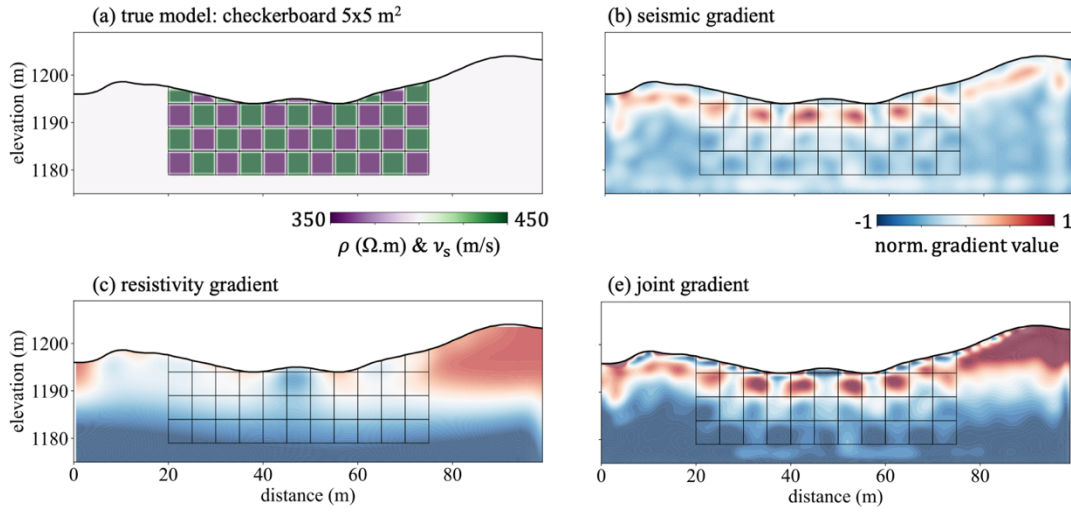 (a) true model: checkerboard 5x5 m²
(b) seismic gradient
elevation (m)
1200
1190
1180
350
450
ρ (Ω.m) & νs (m/s)
-1
1
norm. gradient value
(c) resistivity gradient
(e) joint gradient
elevation (m)
1200
1190
1180
0
20
40
60
80
distance (m)
0
20
40
60
80
distance (m)